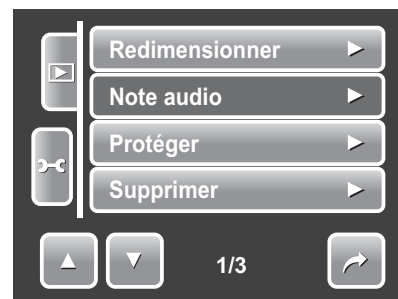 Redimensionner
Note audio
Protéger
Supprimer
1/3